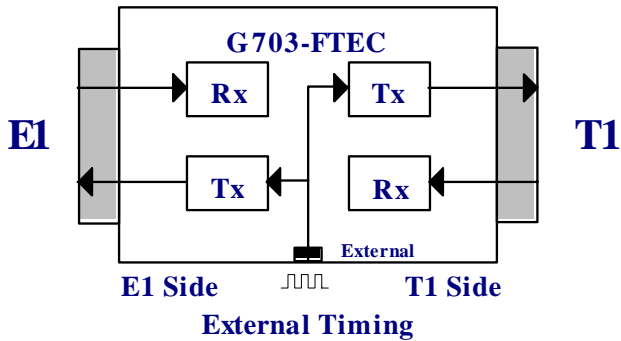 G703-FTEC
Rx
Tx
E1
T1
Tx
Rx
External
E1 Side
T1 Side
External Timing